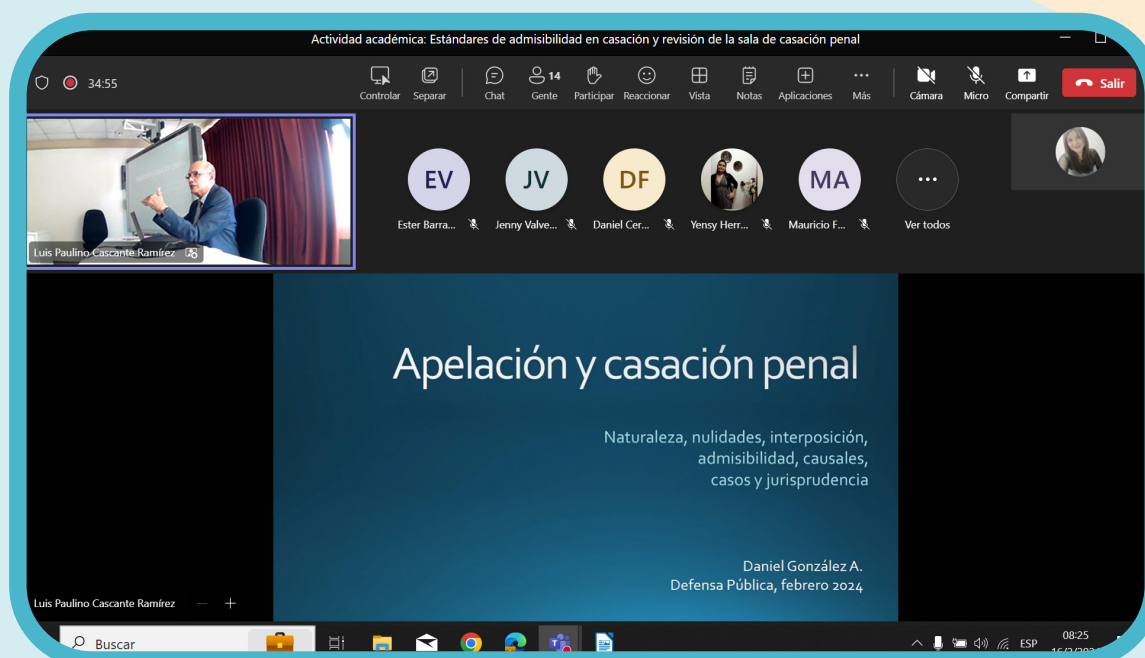 Actividad académica: Estándares de admisibilidad en casación y revisión de la sala de casación penal
34:55
Controlar
Separar
Chat
14
Gente
Participar
Reaccionar
Vista
Notas
Aplicaciones
Más
Cámara
Micro
Compartir
Salir
EV
JV
DF
MA
Ester Barra...
Jenny Valve...
Daniel Cer...
Yensy Herr...
Mauricio F...
Ver todos
Luis Paulino Cascante Ramírez
Apelación y casación penal
Naturaleza, nulidades, interposición,
admisibilidad, causales,
casos y jurisprudencia
Daniel González A.
Defensa Pública, febrero 2024
Luis Paulino Cascante Ramírez
Buscar
ESP
08:25